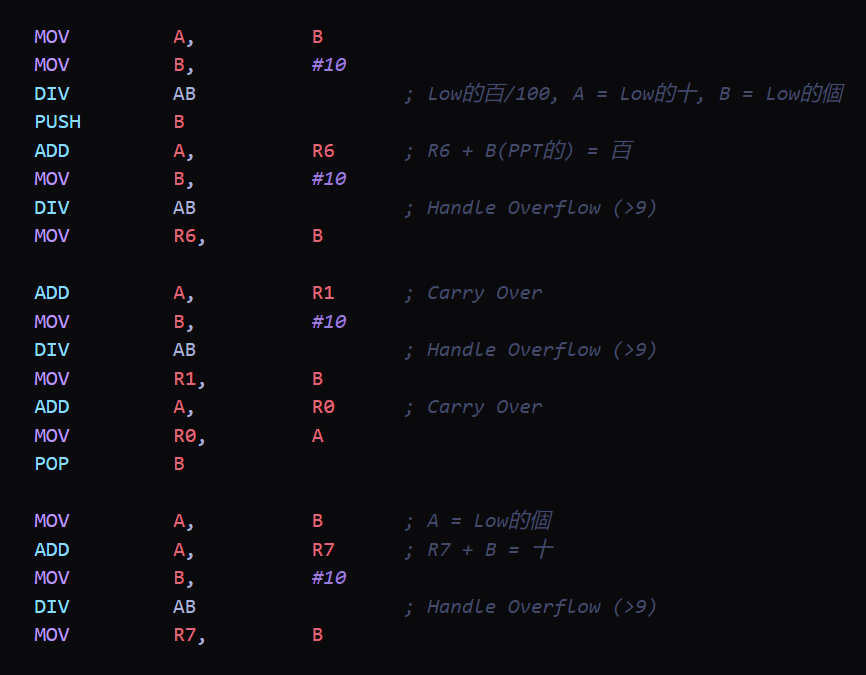 MOV A, B
MOV B, #10
DIV AB ; Low的百/100, A = Low的十, B = Low的個
PUSH B
ADD A, R6 ; R6 + B(PPT的) = 百
MOV B, #10
DIV AB ; Handle Overflow (>9)
MOV R6, B
ADD A, R1 ; Carry Over
MOV B, #10
DIV AB ; Handle Overflow (>9)
MOV R1, B
ADD A, R0 ; Carry Over
MOV R0, A
POP B
MOV A, B ; A = Low的個
ADD A, R7 ; R7 + B = 十
MOV B, #10
DIV AB ; Handle Overflow (>9)
MOV R7, B